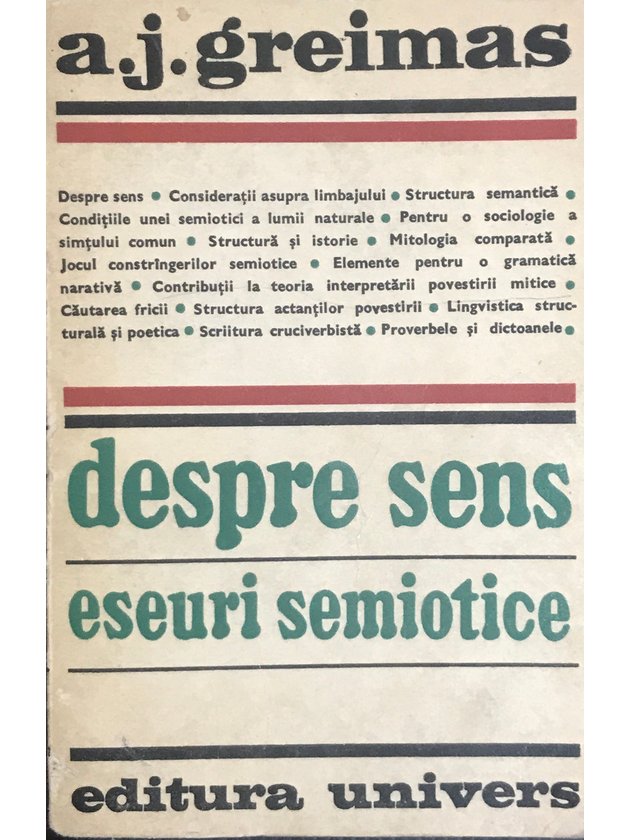 a.j.greimas
Despre sens • Considerații asupra limbajului • Structura semantică •
Condițiile unei semiotici a lumii naturale • Pentru o sociologie a
simțului comun • Structură și istorie • Mitologia comparată •
Jocul constrîngerilor semiotice • Elemente pentru o gramatică
narativă • Contribuții la teoria interpretării povestirii mitice •
Căutarea fricii • Structura actanților povestirii • Lingvistica struc-
turală și poetica • Scriitura cruciverbistă • Proverbele și dictoanele •
despre sens
eseuri semiotice
editura univers